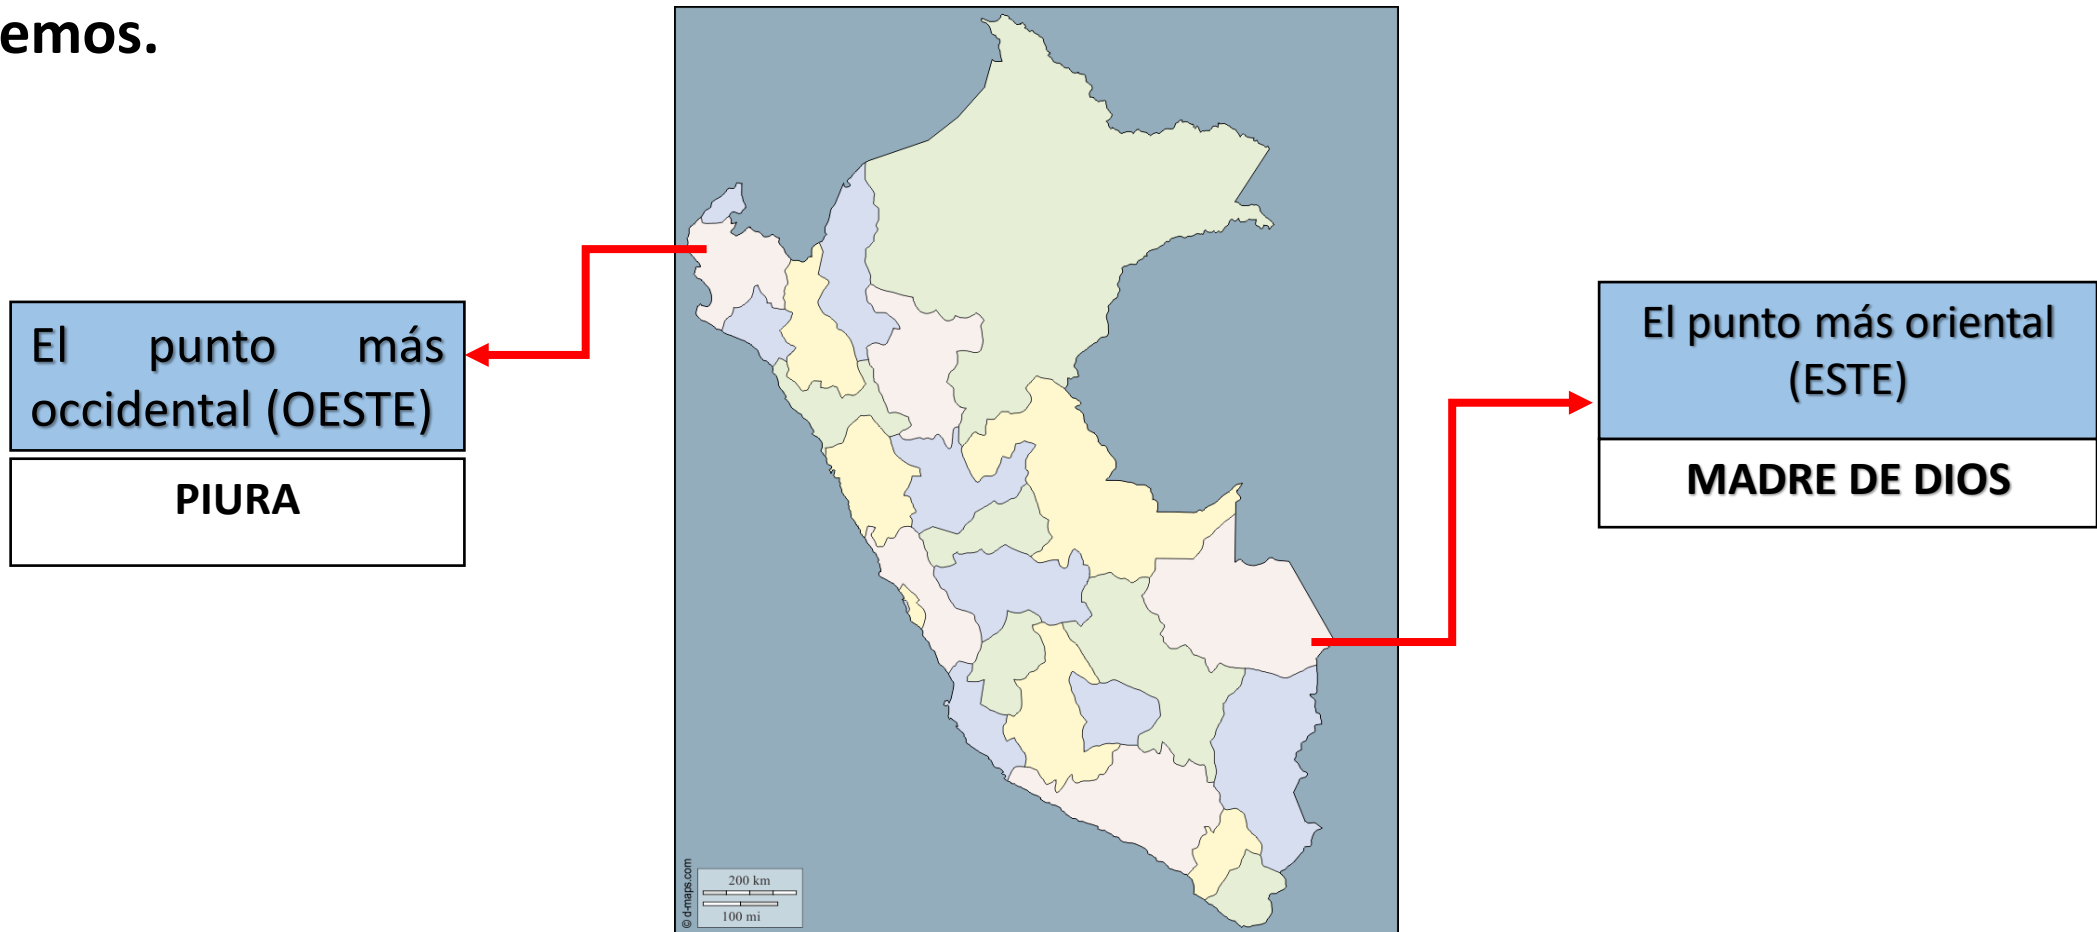 emos.
El punto más
occidental (OESTE)
PIURA
El punto más oriental
(ESTE)
MADRE DE DIOS
200 km
100 mi
© d-maps.com